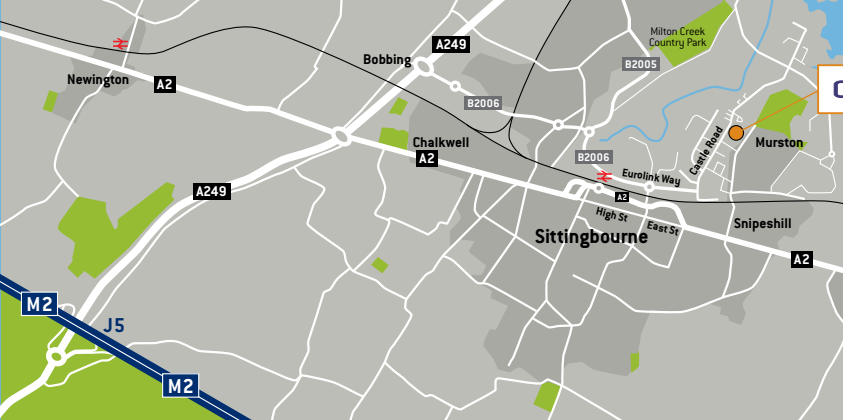 A249
Milton Creek
Country Park
Bobbing
B2005
Newington
A2
B2006
Castle Road
Chalkwell
A2
Murston
B2006
Eurolink Way
A249
A2
High St
East St
Snipeshill
Sittingbourne
A2
M2
J5
M2